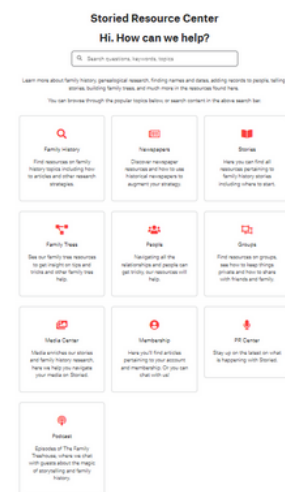 Storied Resource Center
Hi. How can we help?
Search questions, keywords, topics
Learn more about family history, genealogical research, finding names and dates, adding records to people, telling
stories, building family trees, and much more in the resources found here.
You can browse through the popular topics below, or search content in the above search bar.
Family History
Find resources on family
history topics including how
to articles and other research
strategies.
Newspapers
Discover newspaper
resources and how to use
historical newspapers to
augment your strategy.
Stories
Here you can find all
resources pertaining to
family history stories
including where to start.
Family Trees
See our family tree resources
to get insight on tips and
tricks and other family tree
help.
People
Navigating all the
relationships and people can
get tricky, our resources will
help.
Groups
Find resources on groups,
see how to keep things
private and how to share
with friends and family.
Media Center
Media enriches our stories
and family history research,
here we help you navigate
your media on Storied.
Membership
Here you'll find articles
pertaining to your account
and membership. Or you can
chat with us!
PR Center
Stay up on the latest on what
is happening with Storied.
Podcast
Episodes of The Family
Treehouse, where we chat
with guests about the magic
of storytelling and family
history.